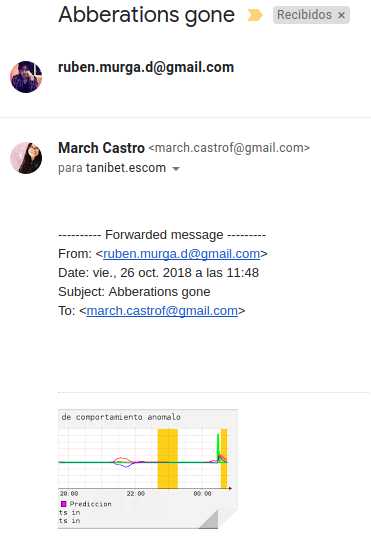 Abberations gone
Recibidos ×
ruben.murga.d@gmail.com
March Castro <march.castrof@gmail.com>
para tanibet.escom
---------- Forwarded message ---------
From: <ruben.murga.d@gmail.com>
Date: vie., 26 oct. 2018 a las 11:48
Subject: Abberations gone
To: <march.castrof@gmail.com>
de comportamiento anomalo
20:00 22:00 00:00
Prediccion
ts in
ts in